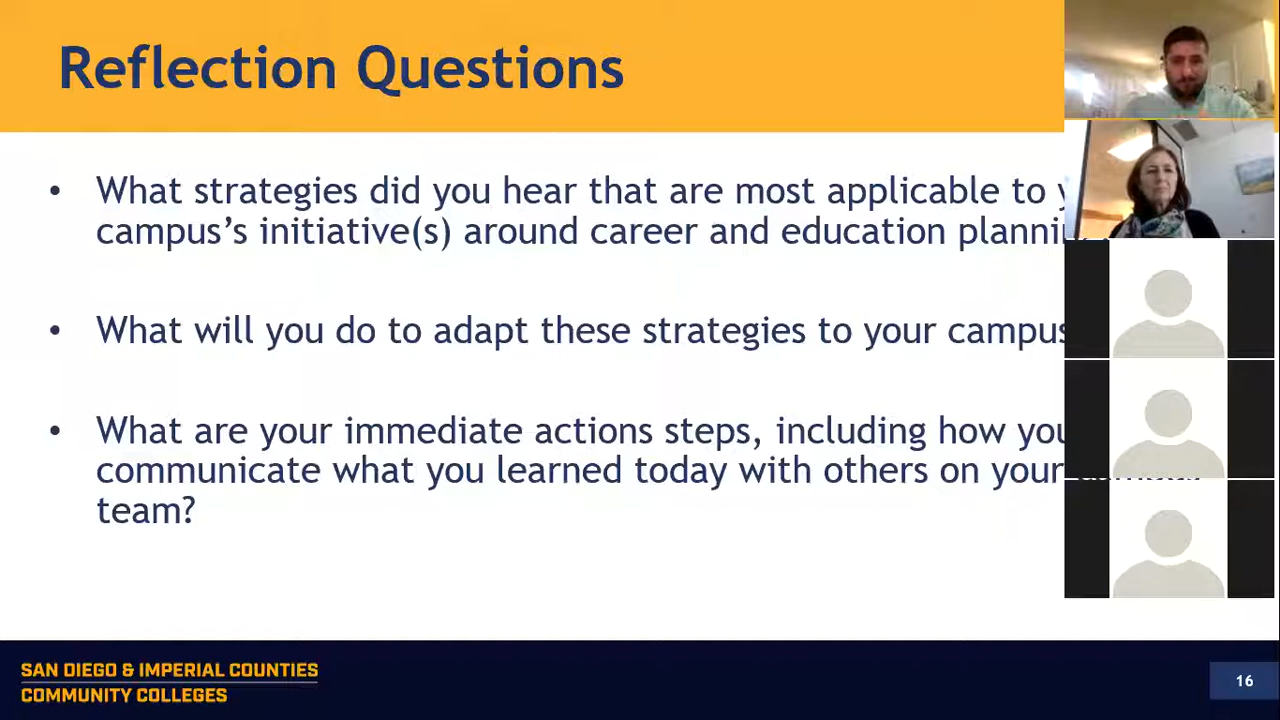 Reflection Questions
• What strategies did you hear that are most applicable to
campus’s initiative(s) around career and education
• What will you do to adapt these strategies to your campus
• What are your immediate actions steps, including how you
communicate what you learned today with others on your
team?
SAN DIEGO & IMPERIAL COUNTIES
COMMUNITY COLLEGES
16